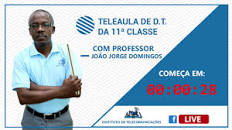 TELEAULA DE D.T.
DA 11ª CLASSE
COM PROFESSOR
JOÃO JORGE DOMINGOS
COMEÇA EM:
00:00:28
INSTITUTO DE TELECOMUNICAÇÕES
f LIVE